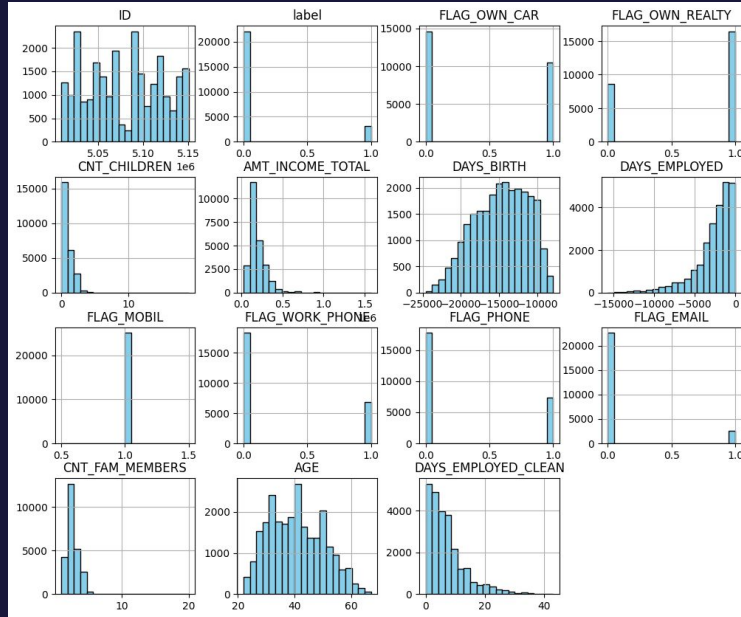 ID label FLAG_OWN_CAR FLAG_OWN_REALTY
2000 1500 1000 500 0
5.05 5.10 5.15
1e6
20000 15000 10000 5000 0
0.0 0.5 1.0
15000 10000 5000 0
0.0 0.5 1.0
15000 10000 5000 0
0.0 0.5 1.0
CNT_CHILDREN AMT_INCOME_TOTAL DAYS_BIRTH DAYS_EMPLOYED
15000 10000 5000 0
0 10
10000 7500 5000 2500 0
0.0 0.5 1.0 1.5
1e6
2000 1500 1000 500 0
−25000 −20000 −15000 −10000
4000 2000 0
−15000 −10000 −5000 0
FLAG_MOBIL FLAG_WORK_PHONE FLAG_PHONE FLAG_EMAIL
20000 10000 0
0.5 1.0 1.5
15000 10000 5000 0
0.0 0.5 1.0
15000 10000 5000 0
0.0 0.5 1.0
20000 15000 10000 5000 0
0.0 0.5 1.0
CNT_FAM_MEMBERS AGE DAYS_EMPLOYED_CLEAN
10000 5000 0
10 20
2000 1000 0
20 40 60
4000 2000 0
0 20 40